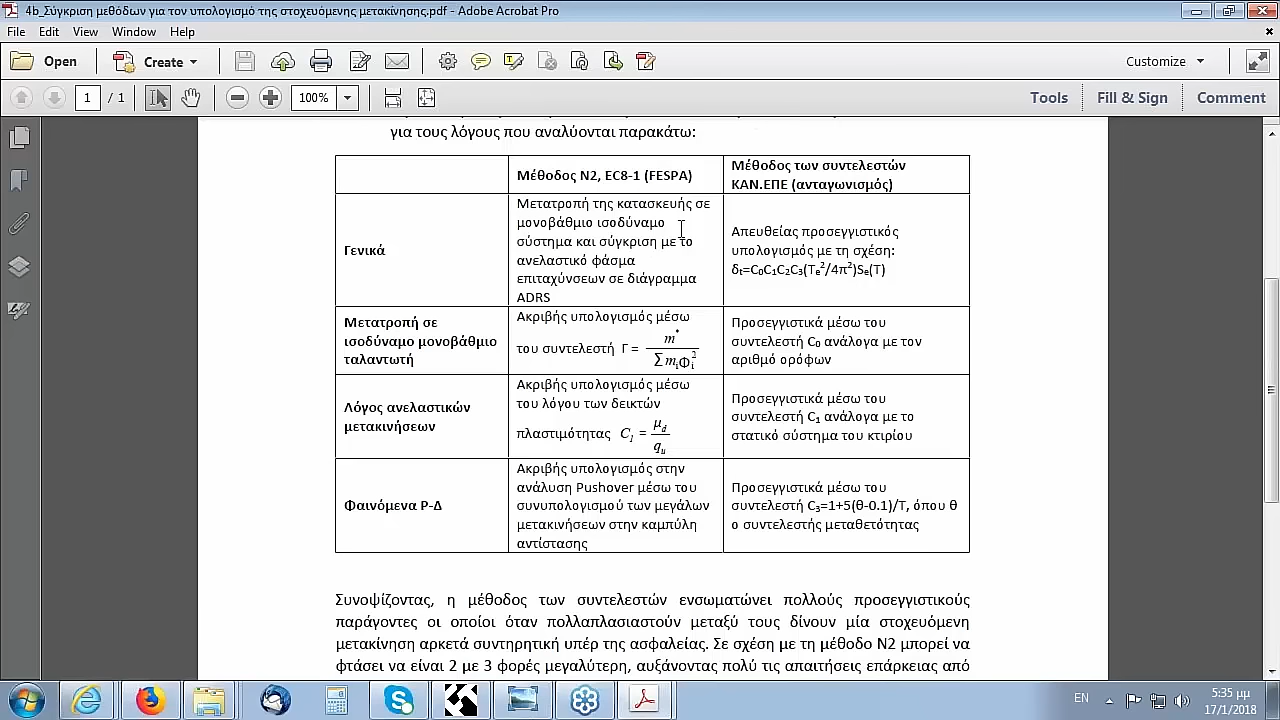 4b_Σύγκριση μεθόδων για τον υπολογισμό της στοχευόμενης μετακίνησης.pdf - Adobe Acrobat Pro
File Edit View Window Help
Open Create Customize
1 / 1 100% Tools Fill & Sign Comment
για τους λόγους που αναλύονται παρακάτω:
Μέθοδος Ν2, EC8-1 (FESPA)
Μέθοδος των συντελεστών
ΚΑΝ.ΕΠΕ (ανταγωνισμός)
Γενικά
Μετατροπή της κατασκευής σε
μονοβάθμιο ισοδύναμο
σύστημα και σύγκριση με το
ανελαστικό φάσμα
επιταχύνσεων σε διάγραμμα
ADRS
Απευθείας προσεγγιστικός
υπολογισμός με τη σχέση:
δt=C₀C₁C₂C₃(Te²/4π²)Se(T)
Μετατροπή σε
ισοδύναμο μονοβάθμιο
ταλαντωτή
Ακριβής υπολογισμός μέσω
του συντελεστή Γ = m* / Σ miΦi²
Προσεγγιστικά μέσω του
συντελεστή C₀ ανάλογα με τον
αριθμό ορόφων
Λόγος ανελαστικών
μετακινήσεων
Ακριβής υπολογισμός μέσω
του λόγου των δεικτών
πλαστιμότητας C₁ = μd / qu
Προσεγγιστικά μέσω του
συντελεστή C₁ ανάλογα με το
στατικό σύστημα του κτιρίου
Φαινόμενα Ρ-Δ
Ακριβής υπολογισμός στην
ανάλυση Pushover μέσω του
συνυπολογισμού των μεγάλων
μετακινήσεων στην καμπύλη
αντίστασης
Προσεγγιστικά μέσω του
συντελεστή C₃=1+5(θ-0.1)/T, όπου θ
ο συντελεστής μεταθετότητας
Συνοψίζοντας, η μέθοδος των συντελεστών ενσωματώνει πολλούς προσεγγιστικούς
παράγοντες οι οποίοι όταν πολλαπλασιαστούν μεταξύ τους δίνουν μία στοχευόμενη
μετακίνηση αρκετά συντηρητική υπέρ της ασφαλείας. Σε σχέση με τη μέθοδο Ν2 μπορεί να
φτάσει να είναι 2 με 3 φορές μεγαλύτερη, αυξάνοντας πολύ τις απαιτήσεις επάρκειας από
EN 5:35 μμ
17/1/2018